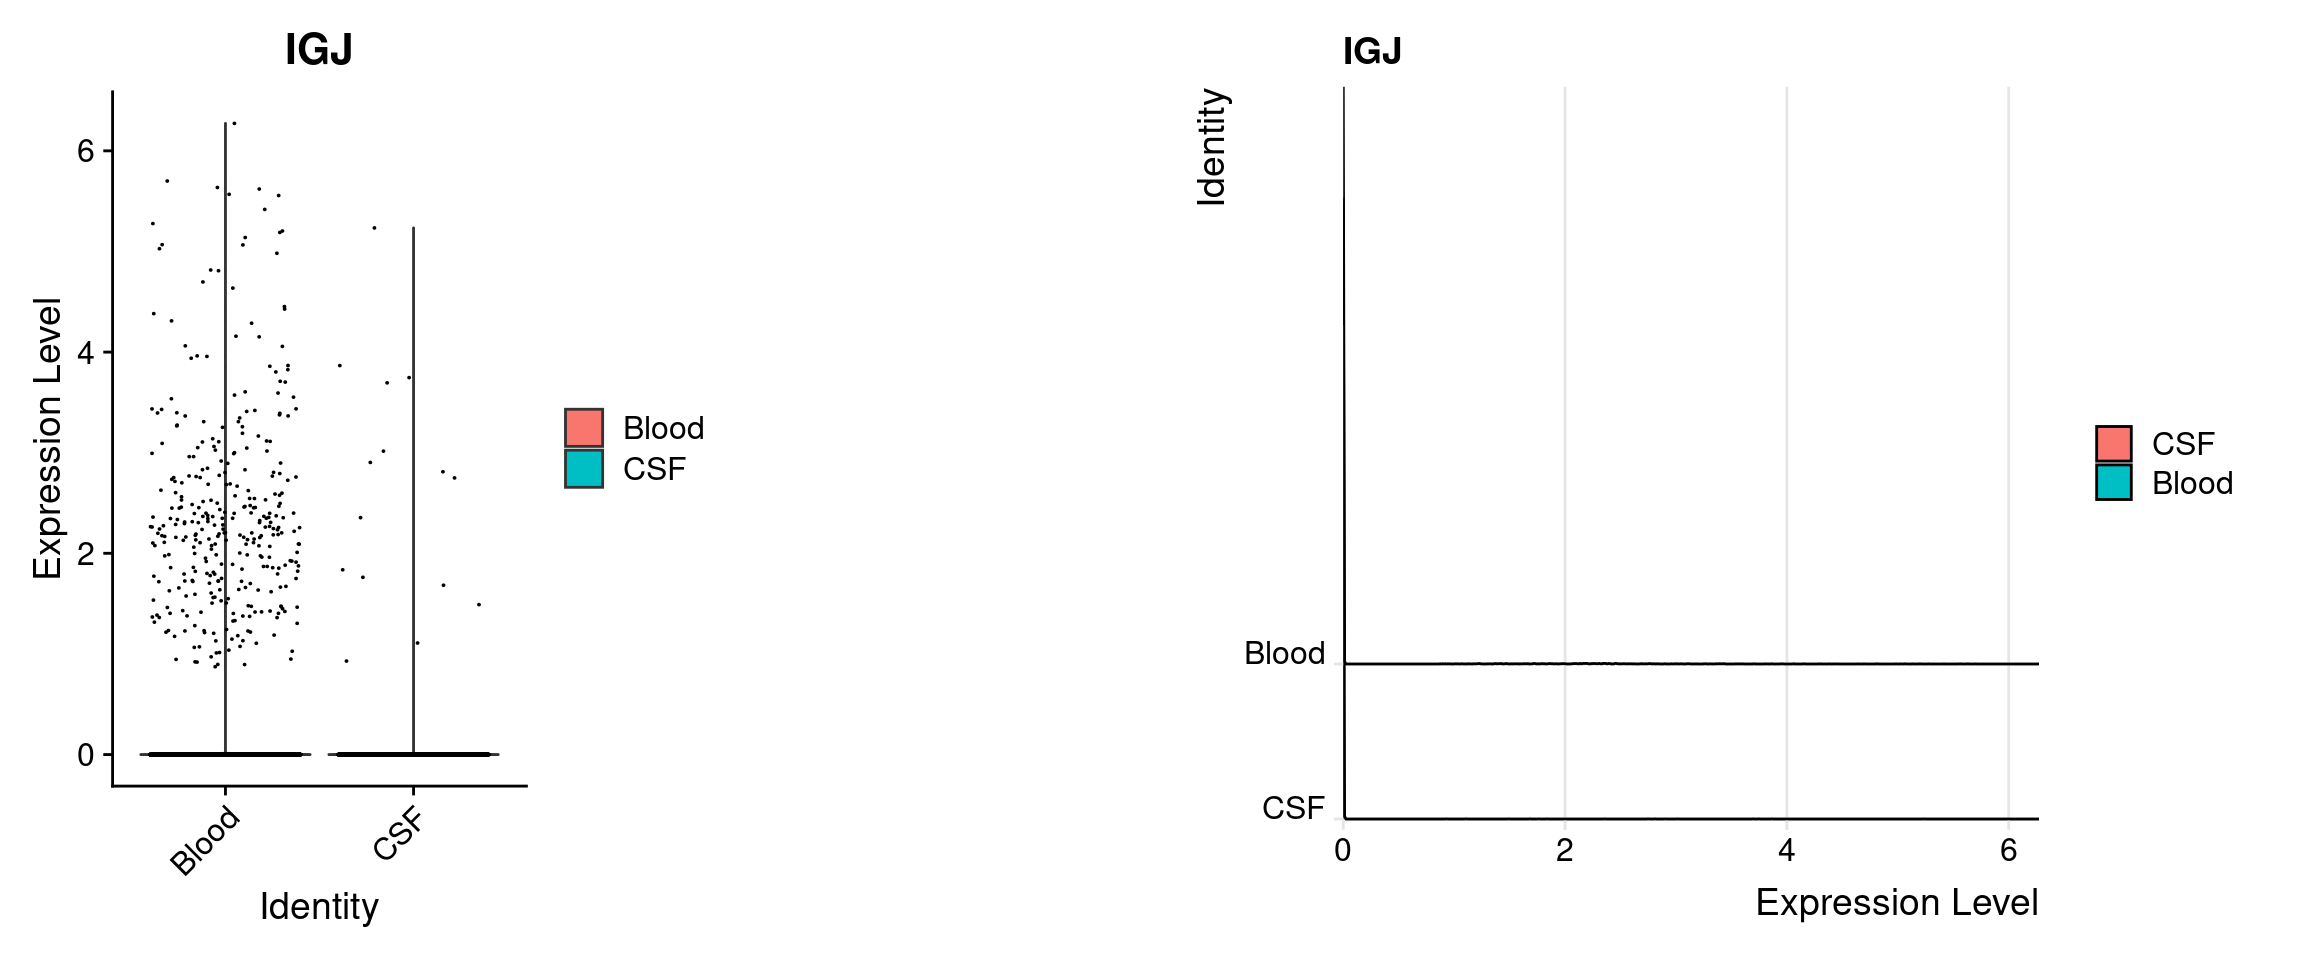 IGJ
Expression Level
6
4
2
0
Blood
CSF
Identity
Blood
CSF
IGJ
Identity
Blood
CSF
0 2 4 6
Expression Level
CSF
Blood